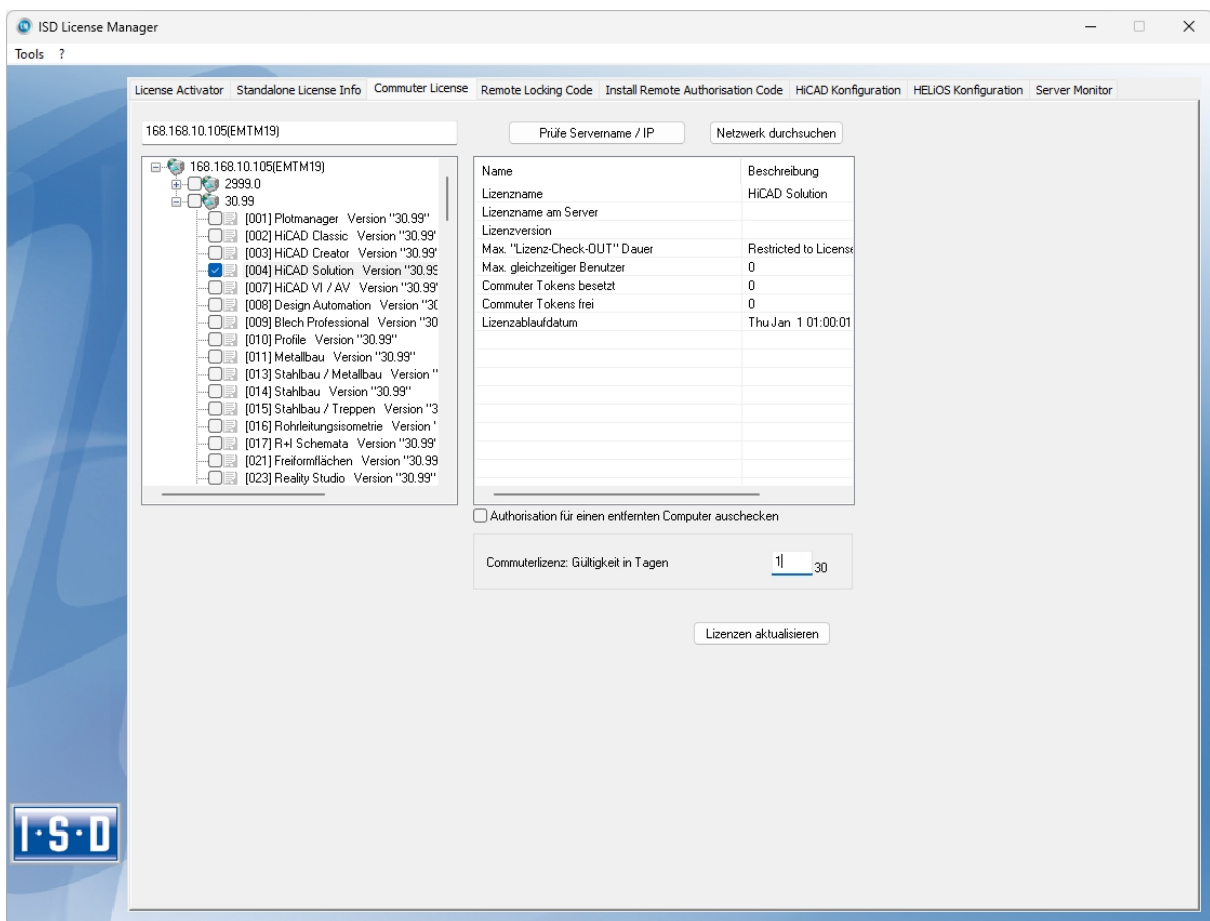 ISD License Manager
Tools ?
License Activator Standalone License Info Commuter License Remote Locking Code Install Remote Authorisation Code HiCAD Konfiguration HELiOS Konfiguration Server Monitor
168.168.10.105(EMTM19)
Prüfe Servername / IP
Netzwerk durchsuchen
168.168.10.105(EMTM19)
2999.0
30.99
[001] Plotmanager Version "30.99"
[002] HiCAD Classic Version "30.99'
[003] HiCAD Creator Version "30.99'
[004] HiCAD Solution Version "30.99
[007] HiCAD VI / AV Version "30.99'
[008] Design Automation Version "30
[009] Blech Professional Version "30
[010] Profile Version "30.99"
[011] Metallbau Version "30.99"
[013] Stahlbau / Metallbau Version "
[014] Stahlbau Version "30.99"
[015] Stahlbau / Treppen Version "3
[016] Rohrleitungsisometrie Version '
[017] R+I Schemata Version "30.99'
[021] Freiformflächen Version "30.99
[023] Reality Studio Version "30.99"
Name Beschreibung
Lizenzname HiCAD Solution
Lizenzname am Server
Lizenzversion
Max. "Lizenz-Check-OUT" Dauer Restricted to License
Max. gleichzeitiger Benutzer 0
Commuter Tokens besetzt 0
Commuter Tokens frei 0
Lizenzablaufdatum Thu Jan 1 01:00:01
Authorisation für einen entfernten Computer auschecken
Commuterlizenz: Gültigkeit in Tagen 1 30
Lizenzen aktualisieren
I·S·D